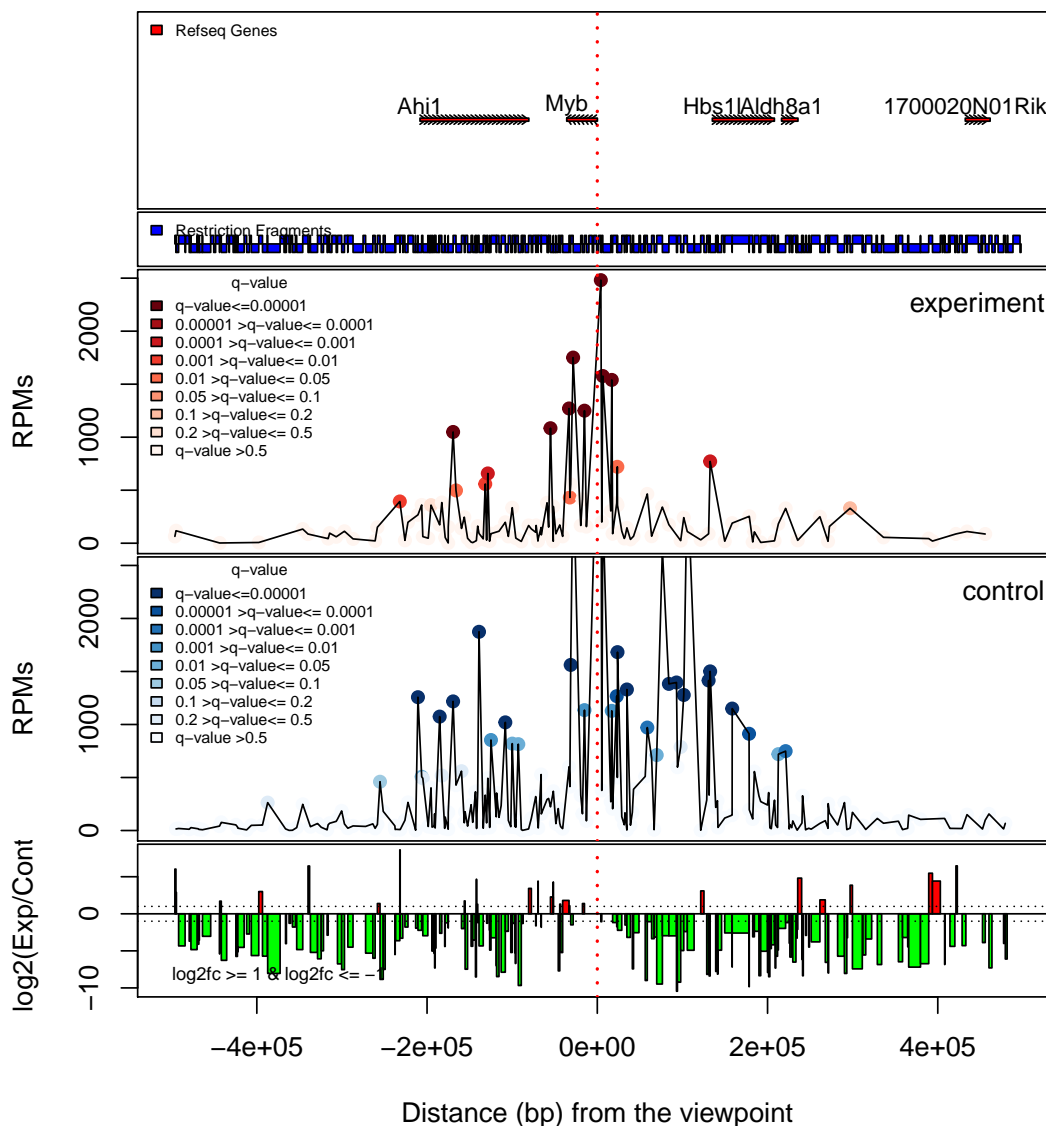 Refseq Genes
Ahi1
Myb
Hbs1l
Aldh8a1
1700020N01Rik
Restriction Fragments
q−value
experiment
q−value<=0.00001
0.00001 >q−value<= 0.0001
0.0001 >q−value<= 0.001
0.001 >q−value<= 0.01
0.01 >q−value<= 0.05
0.05 >q−value<= 0.1
0.1 >q−value<= 0.2
0.2 >q−value<= 0.5
q−value >0.5
RPMs
2000
1000
0
q−value
control
q−value<=0.00001
0.00001 >q−value<= 0.0001
0.0001 >q−value<= 0.001
0.001 >q−value<= 0.01
0.01 >q−value<= 0.05
0.05 >q−value<= 0.1
0.1 >q−value<= 0.2
0.2 >q−value<= 0.5
q−value >0.5
RPMs
2000
1000
0
log2(Exp/Cont
0
−10
log2fc >= 1 & log2fc <= −1
−4e+05 −2e+05 0e+00 2e+05 4e+05
Distance (bp) from the viewpoint